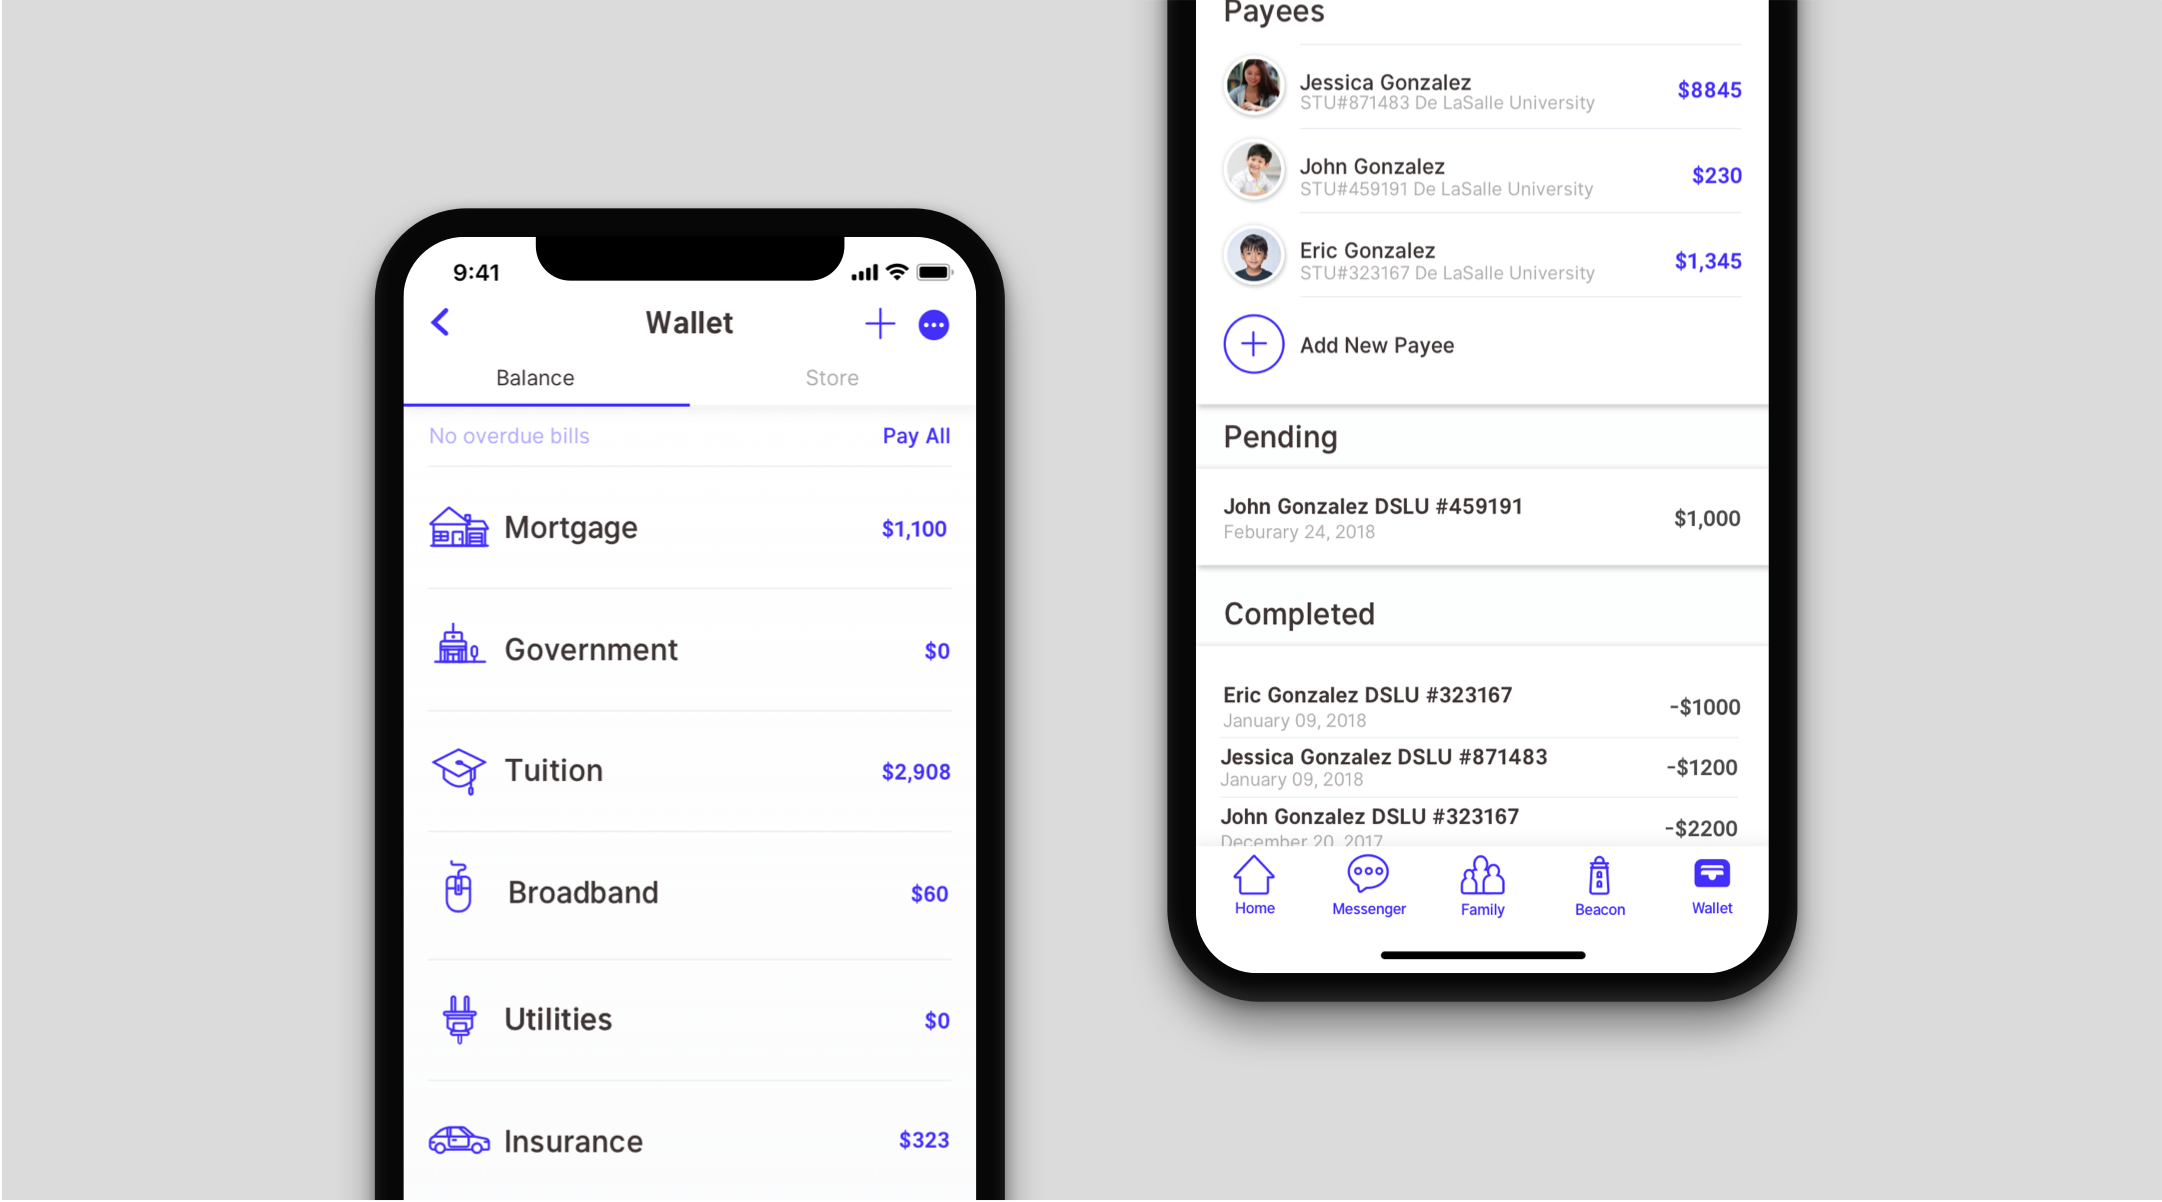 9:41
Wallet
Balance Store
No overdue bills Pay All
Mortgage $1,100
Government $0
Tuition $2,908
Broadband $60
Utilities $0
Insurance $323
Payees
Jessica Gonzalez
STU#871483 De LaSalle University
$8845
John Gonzalez
STU#459191 De LaSalle University
$230
Eric Gonzalez
STU#323167 De LaSalle University
$1,345
Add New Payee
Pending
John Gonzalez DSLU #459191
Feburary 24, 2018
$1,000
Completed
Eric Gonzalez DSLU #323167
January 09, 2018
-$1000
Jessica Gonzalez DSLU #871483
January 09, 2018
-$1200
John Gonzalez DSLU #323167
December 20, 2017
-$2200
Home Messenger Family Beacon Wallet